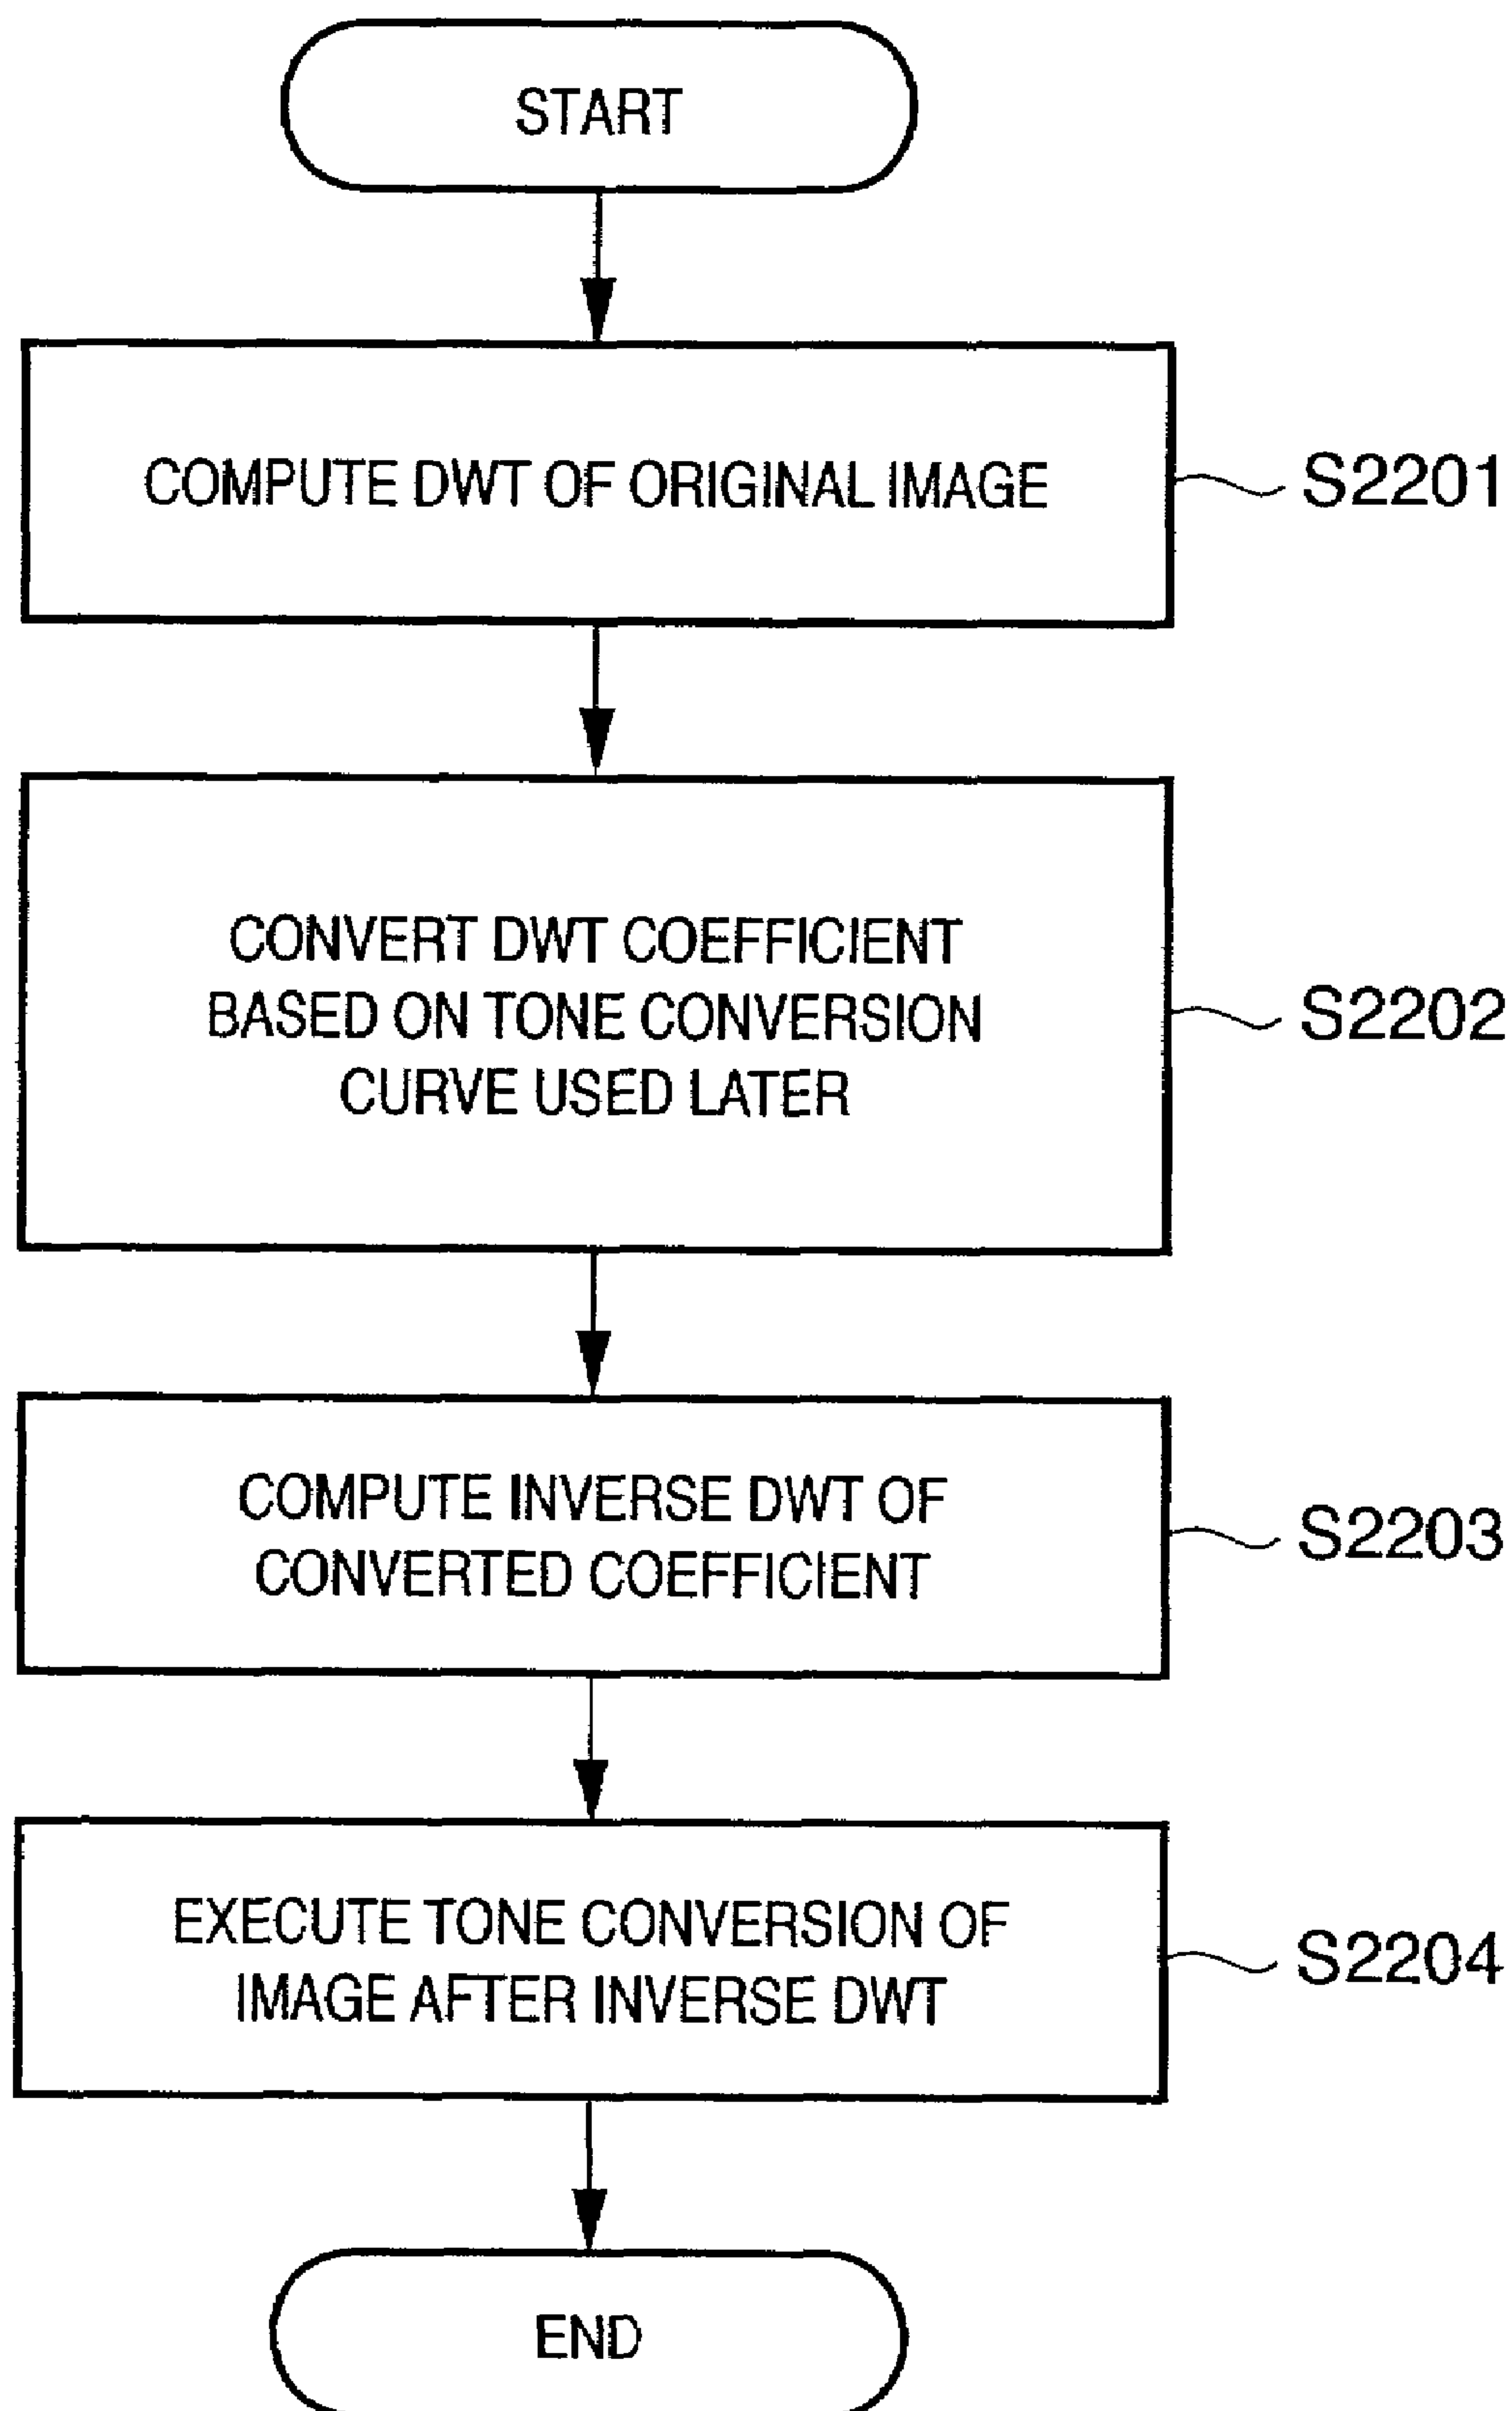 START
COMPUTE DWT OF ORIGINAL IMAGE
S2201
CONVERT DWT COEFFICIENT
BASED ON TONE CONVERSION
CURVE USED LATER
S2202
COMPUTE INVERSE DWT OF
CONVERTED COEFFICIENT
S2203
EXECUTE TONE CONVERSION OF
IMAGE AFTER INVERSE DWT
S2204
END